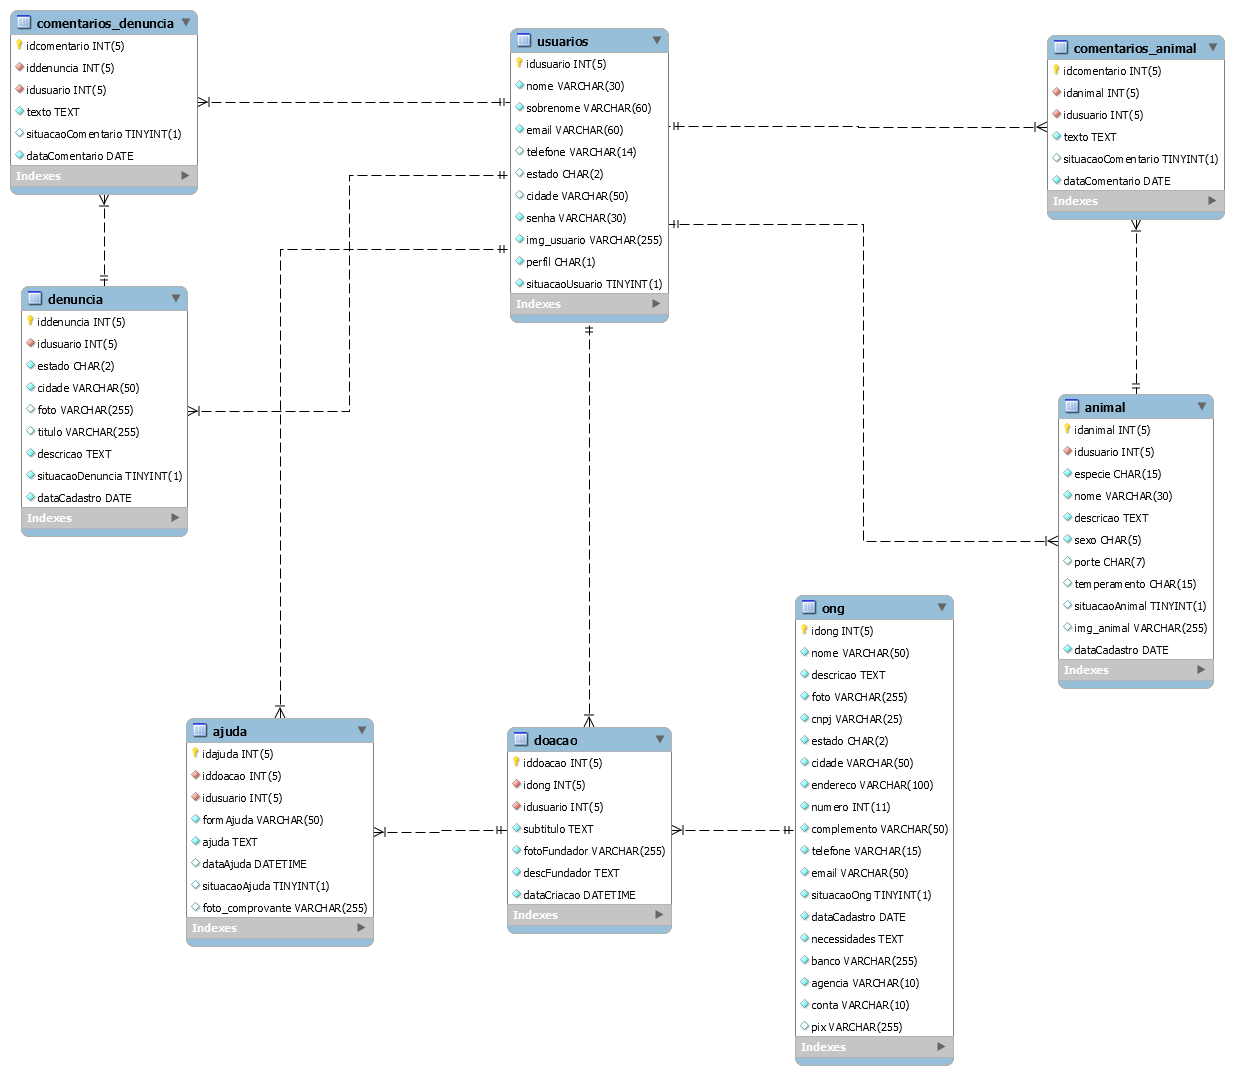 comentarios_denuncia
idcomentario INT(5)
iddenuncia INT(5)
idusuario INT(5)
texto TEXT
situacaoComentario TINYINT(1)
dataComentario DATE
Indexes
usuarios
idusuario INT(5)
nome VARCHAR(30)
sobrenome VARCHAR(60)
email VARCHAR(60)
telefone VARCHAR(14)
estado CHAR(2)
cidade VARCHAR(50)
senha VARCHAR(30)
img_usuario VARCHAR(255)
perfil CHAR(1)
situacaoUsuario TINYINT(1)
Indexes
comentarios_animal
idcomentario INT(5)
idanimal INT(5)
idusuario INT(5)
texto TEXT
situacaoComentario TINYINT(1)
dataComentario DATE
Indexes
denuncia
iddenuncia INT(5)
idusuario INT(5)
estado CHAR(2)
cidade VARCHAR(50)
foto VARCHAR(255)
titulo VARCHAR(255)
descricao TEXT
situacaoDenuncia TINYINT(1)
dataCadastro DATE
Indexes
animal
idanimal INT(5)
idusuario INT(5)
especie CHAR(15)
nome VARCHAR(30)
descricao TEXT
sexo CHAR(5)
porte CHAR(7)
temperamento CHAR(15)
situacaoAnimal TINYINT(1)
img_animal VARCHAR(255)
dataCadastro DATE
Indexes
ajuda
idajuda INT(5)
iddoacao INT(5)
idusuario INT(5)
formAjuda VARCHAR(50)
ajuda TEXT
dataAjuda DATETIME
situacaoAjuda TINYINT(1)
foto_comprovante VARCHAR(255)
Indexes
doacao
iddoacao INT(5)
idong INT(5)
idusuario INT(5)
subtitulo TEXT
fotoFundador VARCHAR(255)
descFundador TEXT
dataCriacao DATETIME
Indexes
ong
idong INT(5)
nome VARCHAR(50)
descricao TEXT
foto VARCHAR(255)
cnpj VARCHAR(25)
estado CHAR(2)
cidade VARCHAR(50)
endereco VARCHAR(100)
numero INT(11)
complemento VARCHAR(50)
telefone VARCHAR(15)
email VARCHAR(50)
situacaoOng TINYINT(1)
dataCadastro DATE
necessidades TEXT
banco VARCHAR(255)
agencia VARCHAR(10)
conta VARCHAR(10)
pix VARCHAR(255)
Indexes